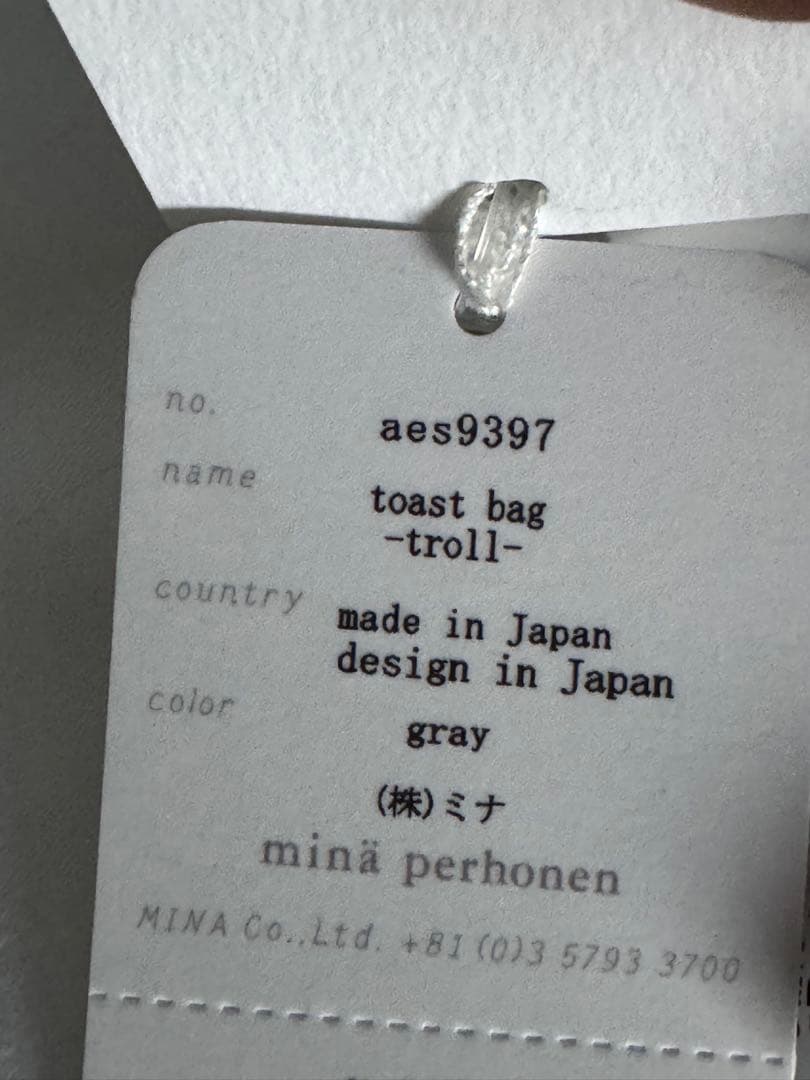 no. aes9397
name toast bag
-troll-
country made in Japan
design in Japan
color gray
(株)ミナ
minä perhonen
MINA Co.,Ltd. +81 (0)3 5793 3700